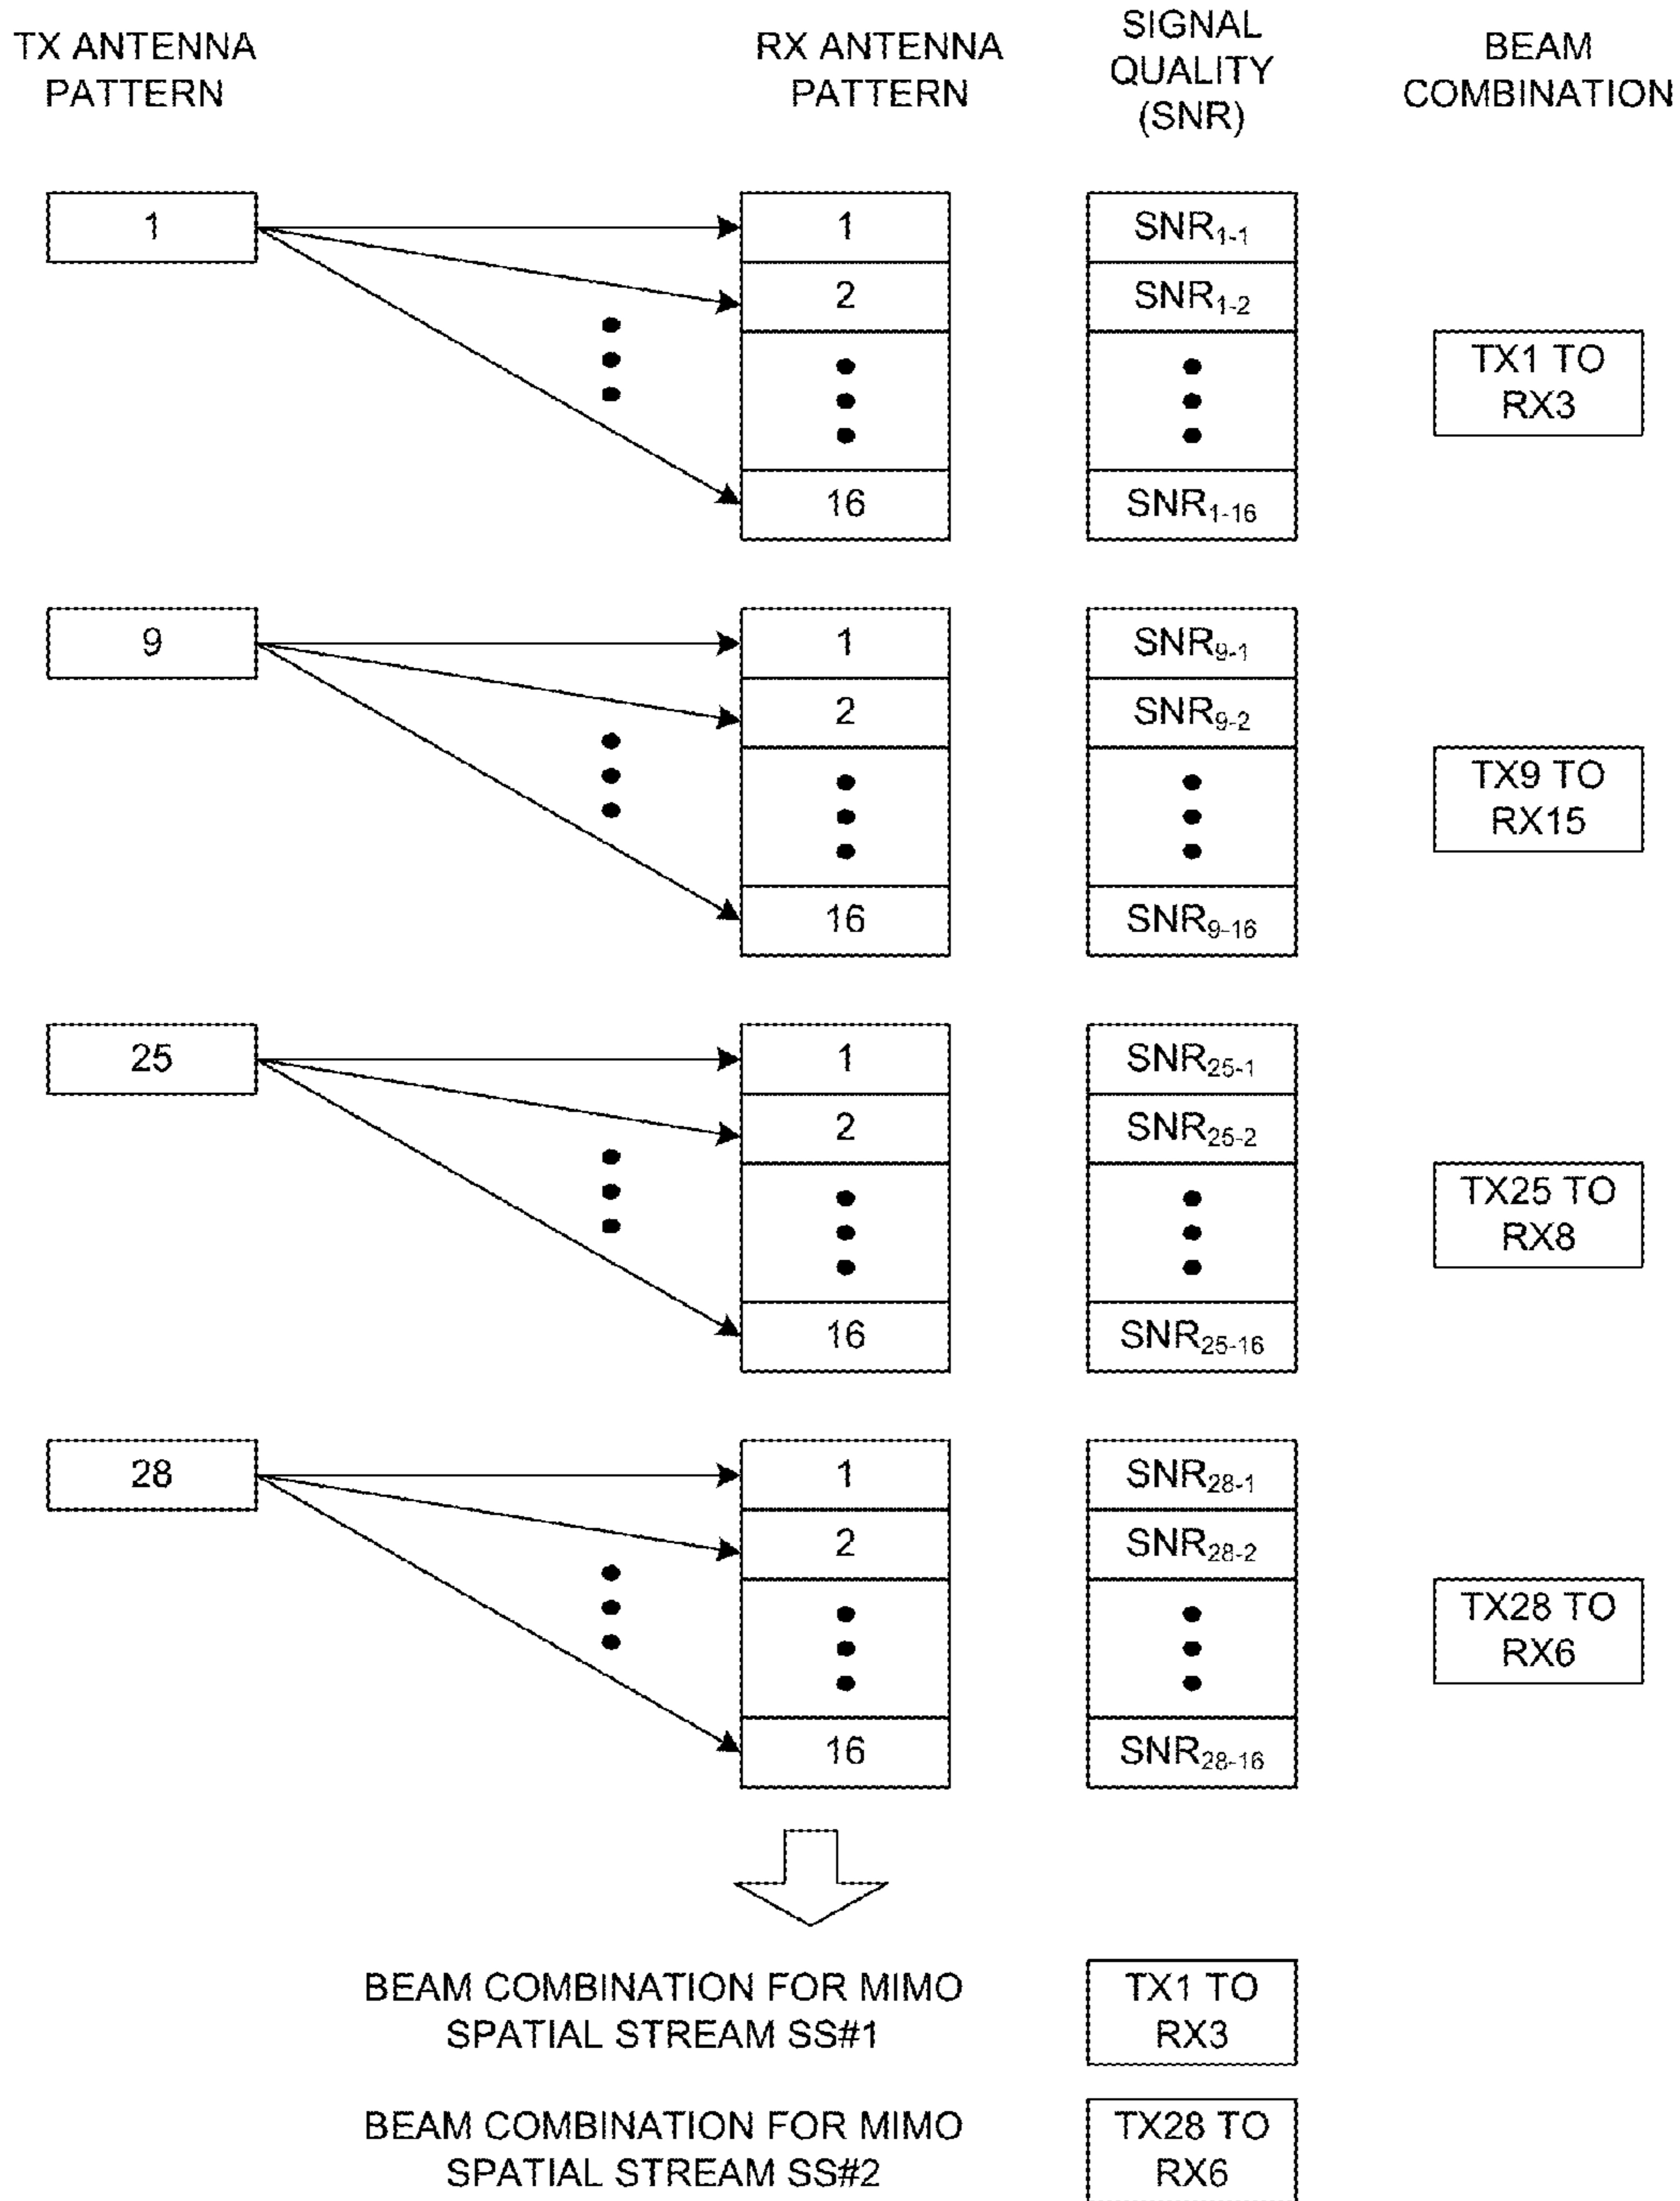 TX ANTENNA
PATTERN
RX ANTENNA
PATTERN
SIGNAL
QUALITY
(SNR)
BEAM
COMBINATION
1
1
SNR1-1
2
SNR1-2
16
SNR1-16
TX1 TO
RX3
9
1
SNR9-1
2
SNR9-2
16
SNR9-16
TX9 TO
RX15
25
1
SNR25-1
2
SNR25-2
16
SNR25-16
TX25 TO
RX8
28
1
SNR28-1
2
SNR28-2
16
SNR28-16
TX28 TO
RX6
BEAM COMBINATION FOR MIMO
SPATIAL STREAM SS#1
TX1 TO
RX3
BEAM COMBINATION FOR MIMO
SPATIAL STREAM SS#2
TX28 TO
RX6